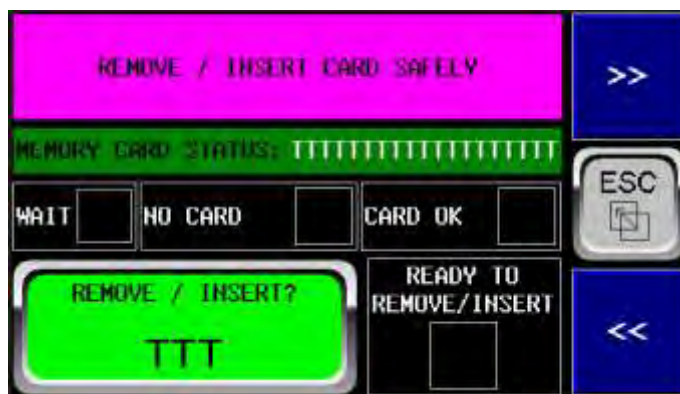 REMOVE / INSERT CARD SAFELY
>>
MEMORY CARD STATUS: TTTTTTTTTTTTTTTTTTTT
ESC
WAIT
NO CARD
CARD OK
REMOVE / INSERT?
TTT
READY TO
REMOVE/INSERT
<<